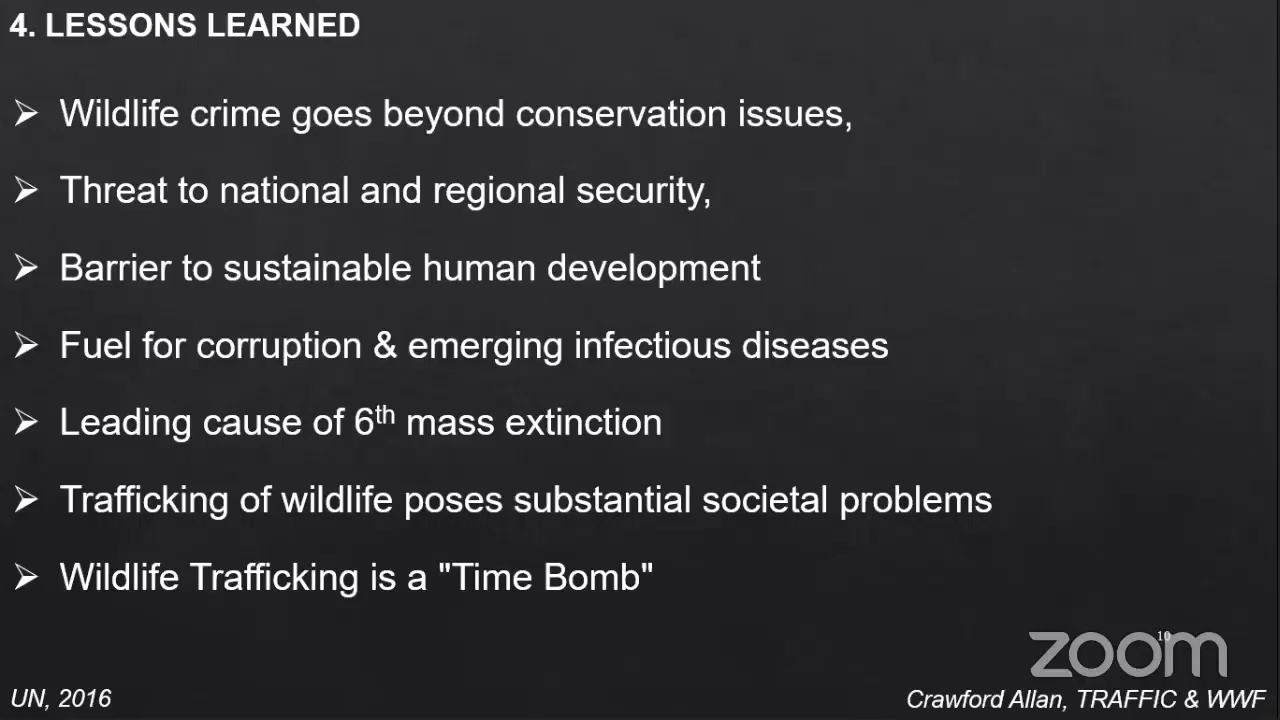 4. LESSONS LEARNED
➢ Wildlife crime goes beyond conservation issues,
➢ Threat to national and regional security,
➢ Barrier to sustainable human development
➢ Fuel for corruption & emerging infectious diseases
➢ Leading cause of 6th mass extinction
➢ Trafficking of wildlife poses substantial societal problems
➢ Wildlife Trafficking is a "Time Bomb"
10
zoom
UN, 2016
Crawford Allan, TRAFFIC & WWF